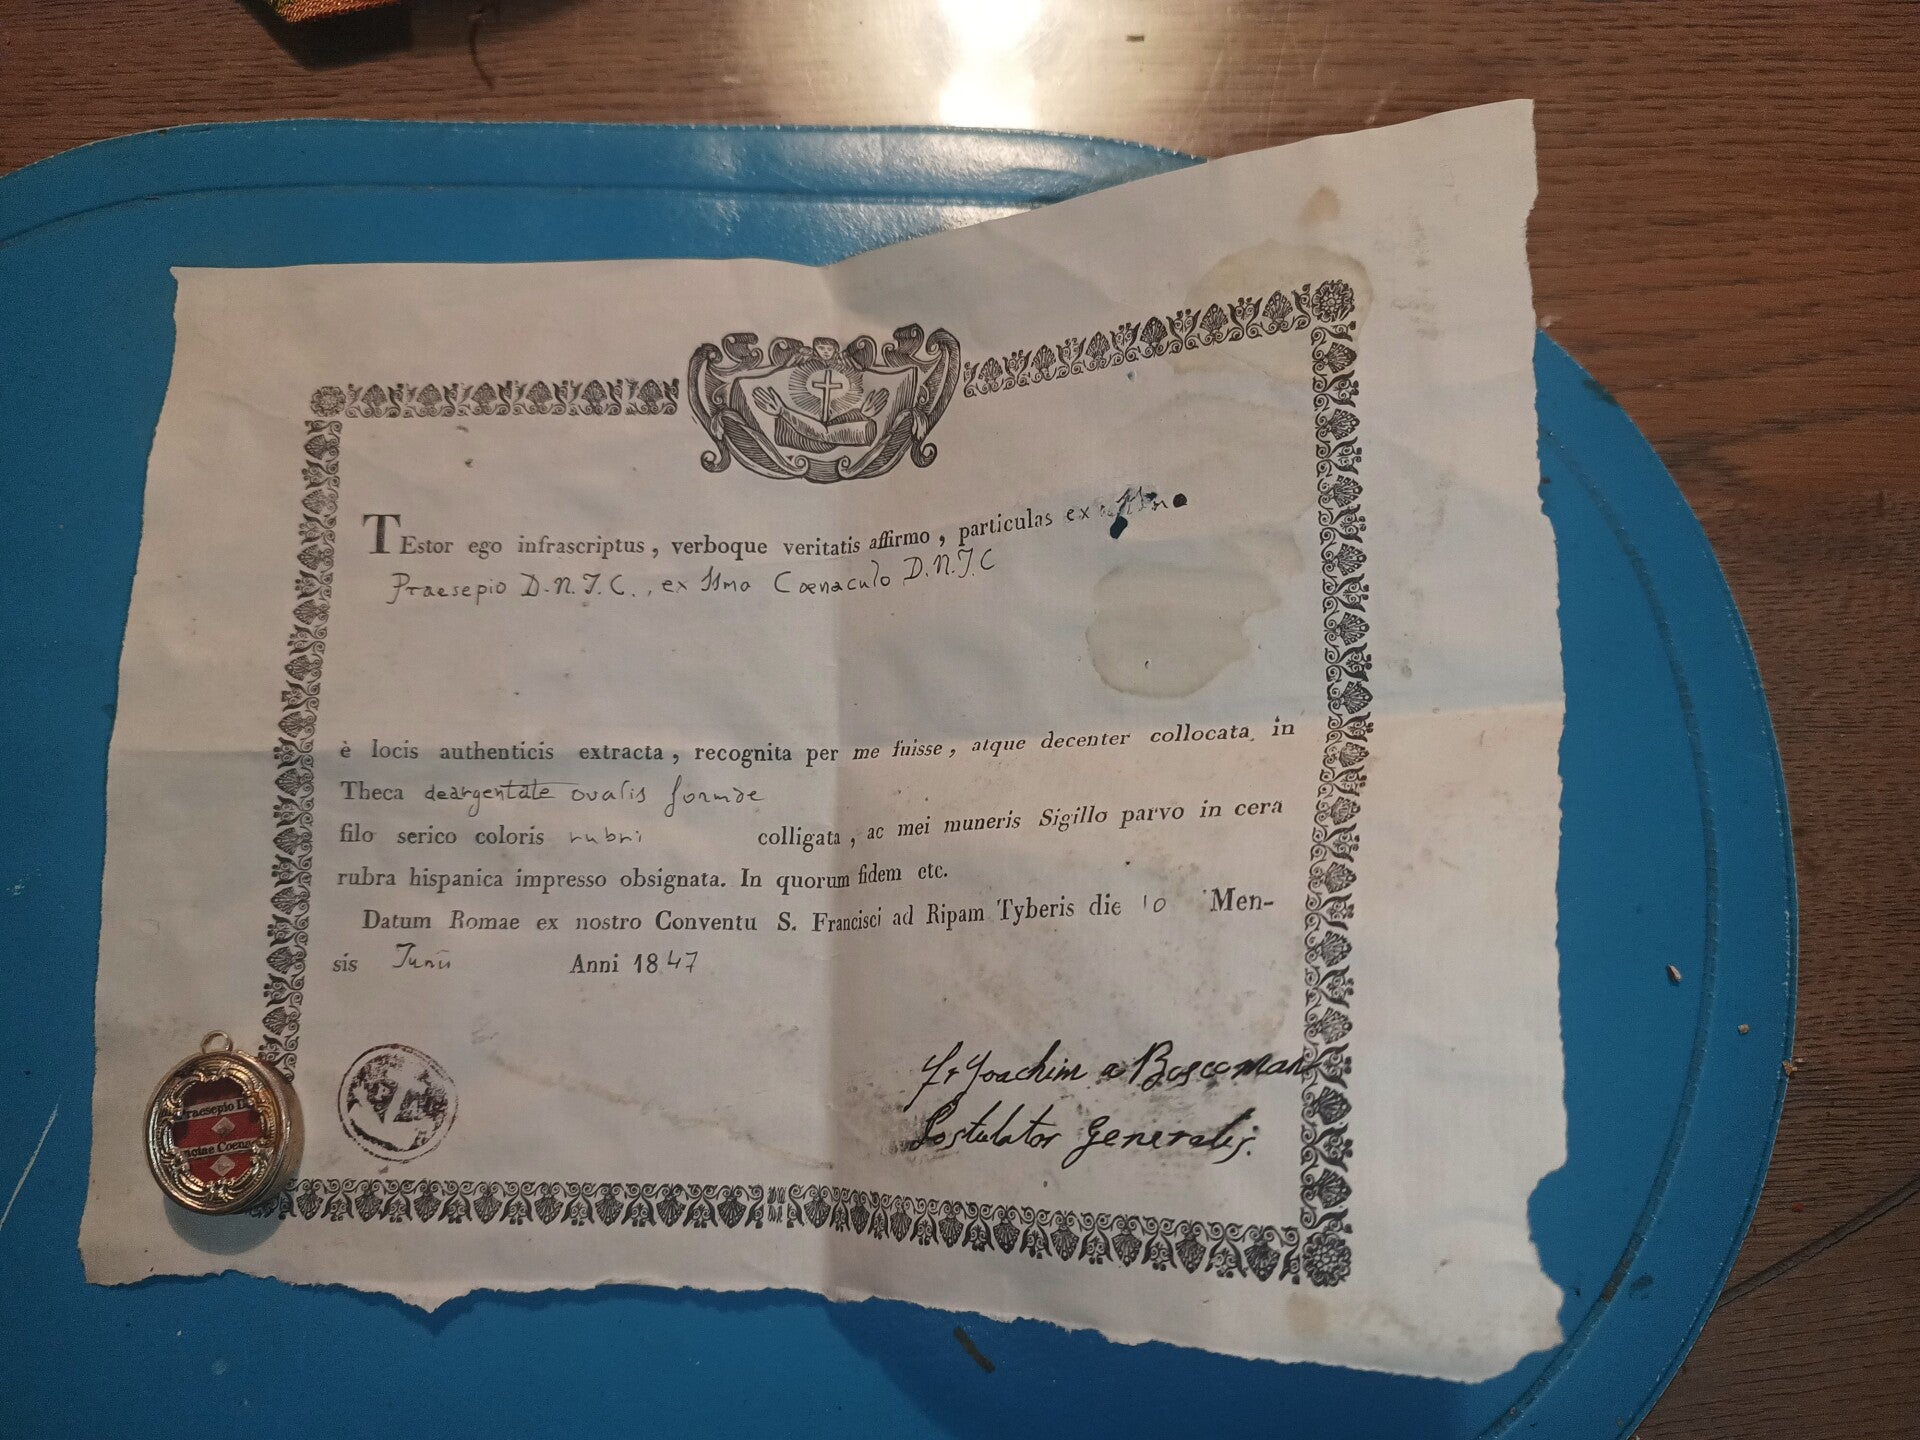 TEstor ego infrascriptus, verboque veritatis affirmo, particulas ex
Praesepio D.N.J.C., ex SSmo Cœnaculo D.N.J.C
è locis authenticis extracta, recognita per me fuisse, atque decenter collocata in
Theca deargentate ovalis formae
filo serico coloris rubri colligata, ac mei muneris Sigillo parvo in cera
rubra hispanica impresso obsignata. In quorum fidem etc.
Datum Romae ex nostro Conventu S. Francisci ad Ripam Tyberis die 10 Men-
sis Junii Anni 1847
Fr Joachim a Boscoman
Postulator Generalis.
raesepio D.
Coena